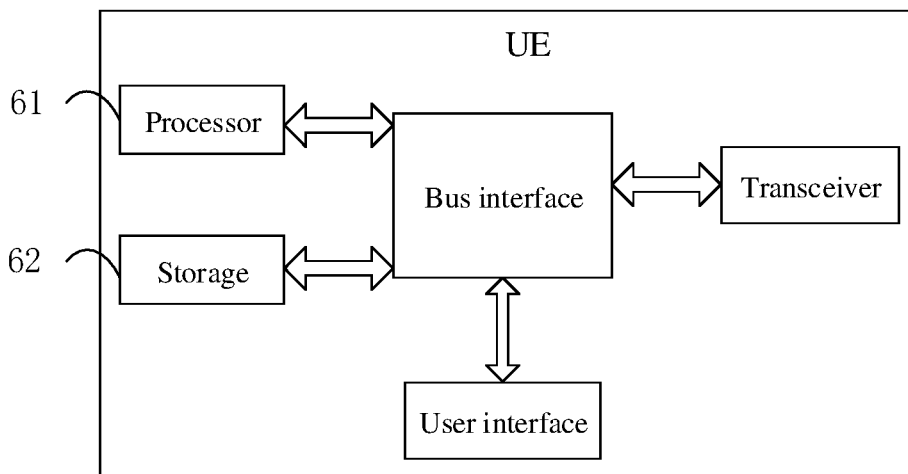 UE
61
Processor
Bus interface
Transceiver
62
Storage
User interface